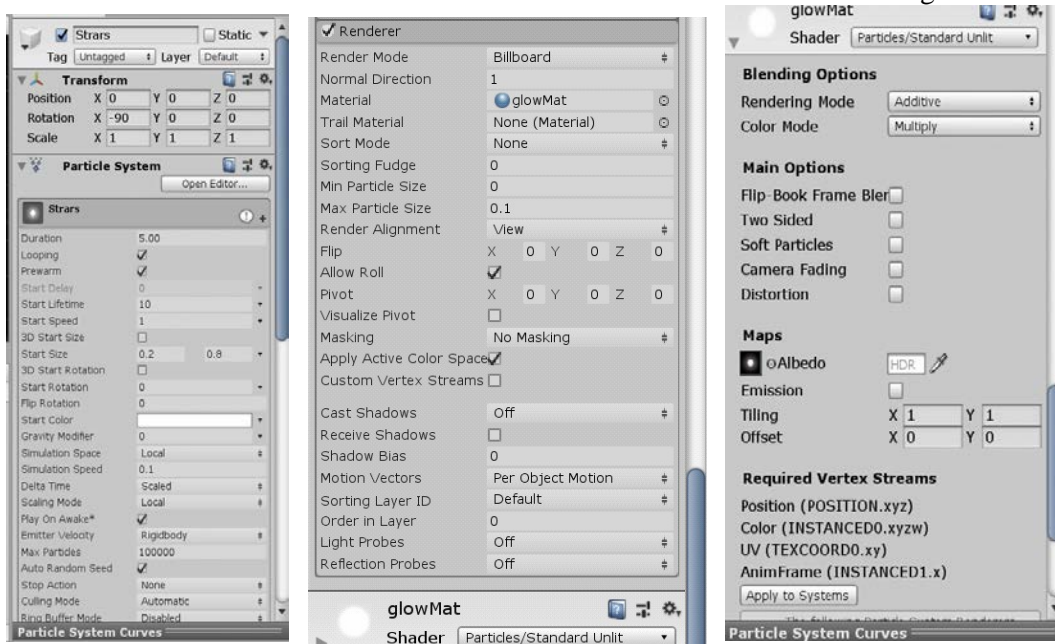 Strars Static
Tag Untagged Layer Default
Transform
Position X 0 Y 0 Z 0
Rotation X -90 Y 0 Z 0
Scale X 1 Y 1 Z 1
Particle System
Open Editor...
Strars
Duration 5.00
Looping
Prewarm
Start Delay 0
Start Lifetime 10
Start Speed 1
3D Start Size
Start Size 0.2 0.8
3D Start Rotation
Start Rotation 0
Flip Rotation 0
Start Color
Gravity Modifier 0
Simulation Space Local
Simulation Speed 0.1
Delta Time Scaled
Scaling Mode Local
Play On Awake*
Emitter Velocity Rigidbody
Max Particles 100000
Auto Random Seed
Stop Action None
Culling Mode Automatic
Ring Buffer Mode Disabled
Particle System Curves
Renderer
Render Mode Billboard
Normal Direction 1
Material glowMat
Trail Material None (Material)
Sort Mode None
Sorting Fudge 0
Min Particle Size 0
Max Particle Size 0.1
Render Alignment View
Flip X 0 Y 0 Z 0
Allow Roll
Pivot X 0 Y 0 Z 0
Visualize Pivot
Masking No Masking
Apply Active Color Space
Custom Vertex Streams
Cast Shadows Off
Receive Shadows
Shadow Bias 0
Motion Vectors Per Object Motion
Sorting Layer ID Default
Order in Layer 0
Light Probes Off
Reflection Probes Off
glowMat
Shader Particles/Standard Unlit
glowMat
Shader Particles/Standard Unlit
Blending Options
Rendering Mode Additive
Color Mode Multiply
Main Options
Flip-Book Frame Bler
Two Sided
Soft Particles
Camera Fading
Distortion
Maps
Albedo HDR
Emission
Tiling X 1 Y 1
Offset X 0 Y 0
Required Vertex Streams
Position (POSITION.xyz)
Color (INSTANCED0.xyzw)
UV (TEXCOORD0.xy)
AnimFrame (INSTANCED1.x)
Apply to Systems
Particle System Curves